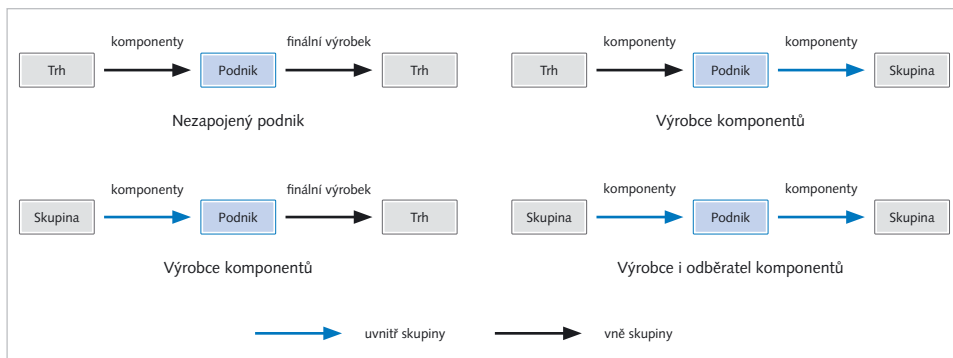 komponenty finální výrobek
Trh Podnik Trh
Nezapojený podnik
komponenty komponenty
Trh Podnik Skupina
Výrobce komponentů
komponenty finální výrobek
Skupina Podnik Trh
Výrobce komponentů
komponenty komponenty
Skupina Podnik Skupina
Výrobce i odběratel komponentů
uvnitř skupiny vně skupiny